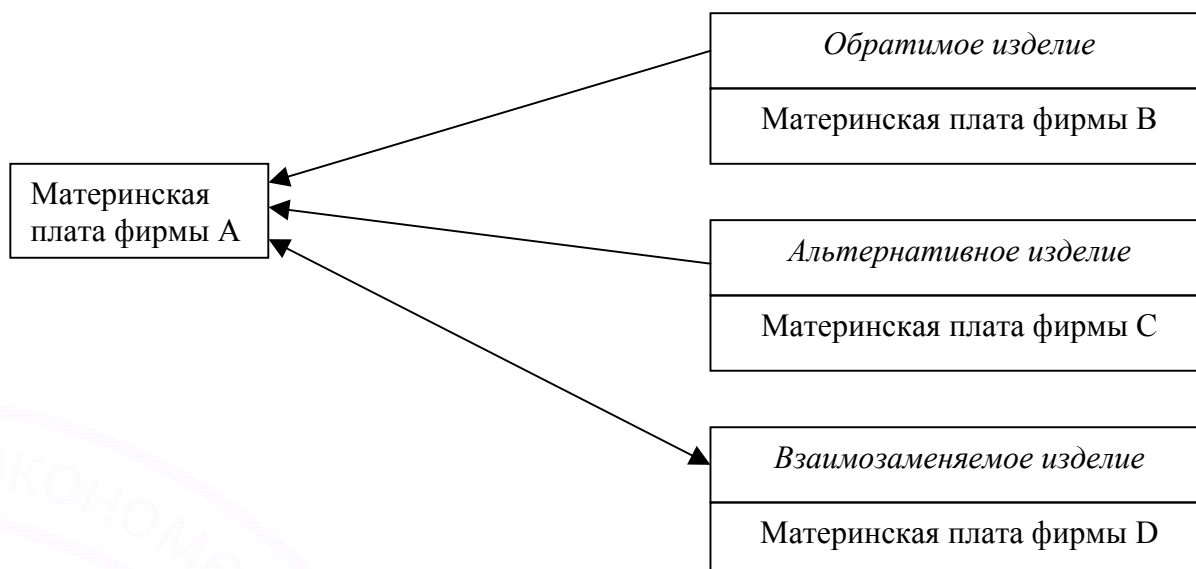 Обратимое изделие
Материнская плата фирмы B
Материнская
плата фирмы А
Альтернативное изделие
Материнская плата фирмы C
Взаимозаменяемое изделие
Материнская плата фирмы D